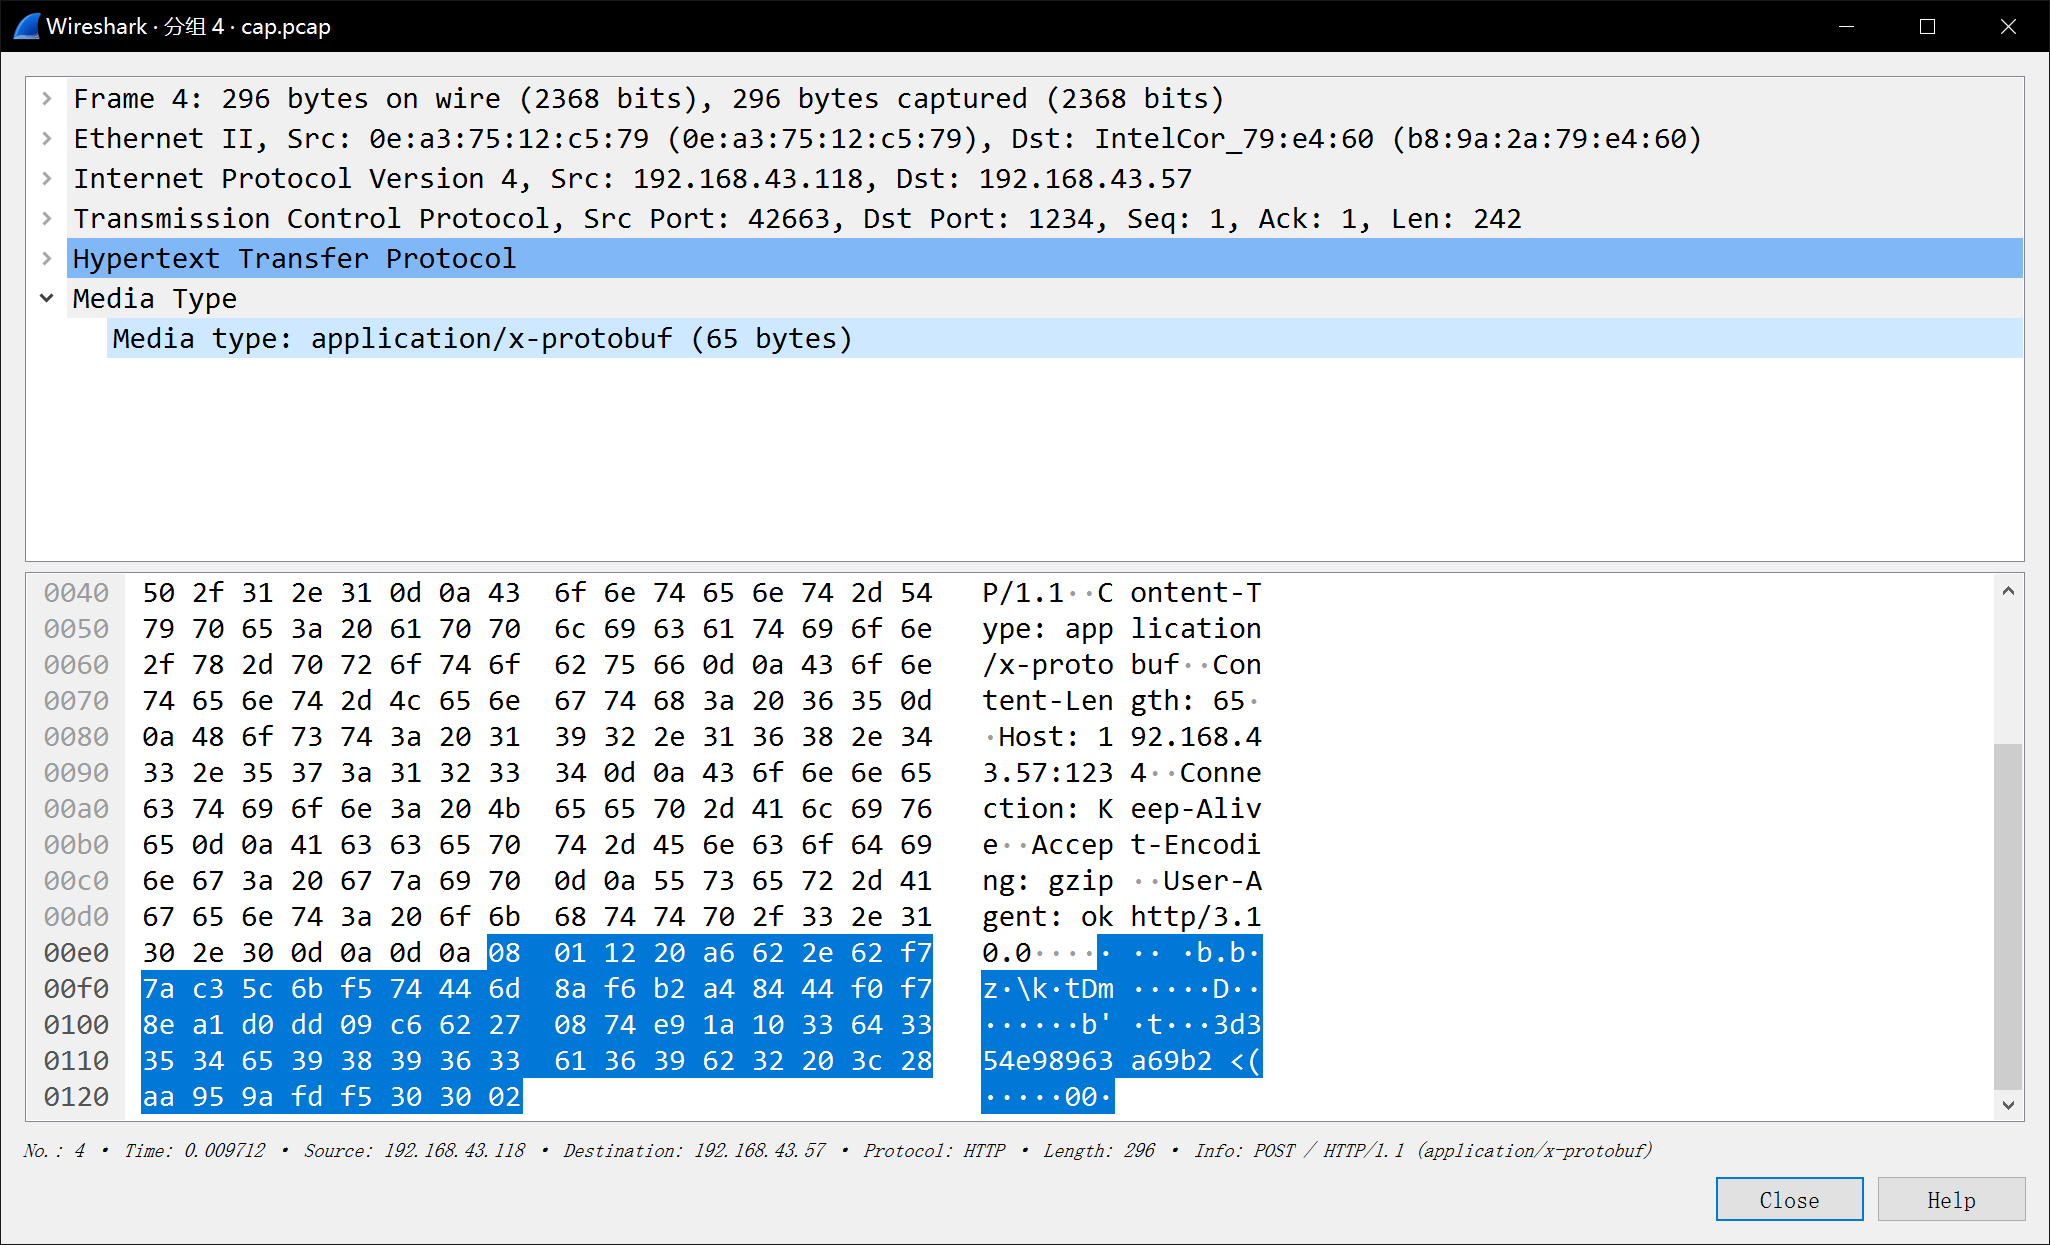 Wireshark · 分组 4 · cap.pcap
Frame 4: 296 bytes on wire (2368 bits), 296 bytes captured (2368 bits)
Ethernet II, Src: 0e:a3:75:12:c5:79 (0e:a3:75:12:c5:79), Dst: IntelCor_79:e4:60 (b8:9a:2a:79:e4:60)
Internet Protocol Version 4, Src: 192.168.43.118, Dst: 192.168.43.57
Transmission Control Protocol, Src Port: 42663, Dst Port: 1234, Seq: 1, Ack: 1, Len: 242
Hypertext Transfer Protocol
Media Type
Media type: application/x-protobuf (65 bytes)
0040 50 2f 31 2e 31 0d 0a 43 6f 6e 74 65 6e 74 2d 54 P/1.1··C ontent-T
0050 79 70 65 3a 20 61 70 70 6c 69 63 61 74 69 6f 6e ype: app lication
0060 2f 78 2d 70 72 6f 74 6f 62 75 66 0d 0a 43 6f 6e /x-proto buf··Con
0070 74 65 6e 74 2d 4c 65 6e 67 74 68 3a 20 36 35 0d tent-Len gth: 65·
0080 0a 48 6f 73 74 3a 20 31 39 32 2e 31 36 38 2e 34 ·Host: 1 92.168.4
0090 33 2e 35 37 3a 31 32 33 34 0d 0a 43 6f 6e 6e 65 3.57:123 4··Conne
00a0 63 74 69 6f 6e 3a 20 4b 65 65 70 2d 41 6c 69 76 ction: K eep-Aliv
00b0 65 0d 0a 41 63 63 65 70 74 2d 45 6e 63 6f 64 69 e··Accep t-Encodi
00c0 6e 67 3a 20 67 7a 69 70 0d 0a 55 73 65 72 2d 41 ng: gzip ··User-A
00d0 67 65 6e 74 3a 20 6f 6b 68 74 74 70 2f 33 2e 31 gent: ok http/3.1
00e0 30 2e 30 0d 0a 0d 0a 08 01 12 20 a6 62 2e 62 f7 0.0····· ·· ·b.b·
00f0 7a c3 5c 6b f5 74 44 6d 8a f6 b2 a4 84 44 f0 f7 z·\k·tDm ·····D··
0100 8e a1 d0 dd 09 c6 62 27 08 74 e9 1a 10 33 64 33 ······b' ·t···3d3
0110 35 34 65 39 38 39 36 33 61 36 39 62 32 20 3c 28 54e98963 a69b2 <(
0120 aa 95 9a fd f5 30 30 02 ·····00·
No.: 4 · Time: 0.009712 · Source: 192.168.43.118 · Destination: 192.168.43.57 · Protocol: HTTP · Length: 296 · Info: POST / HTTP/1.1 (application/x-protobuf)
Close Help